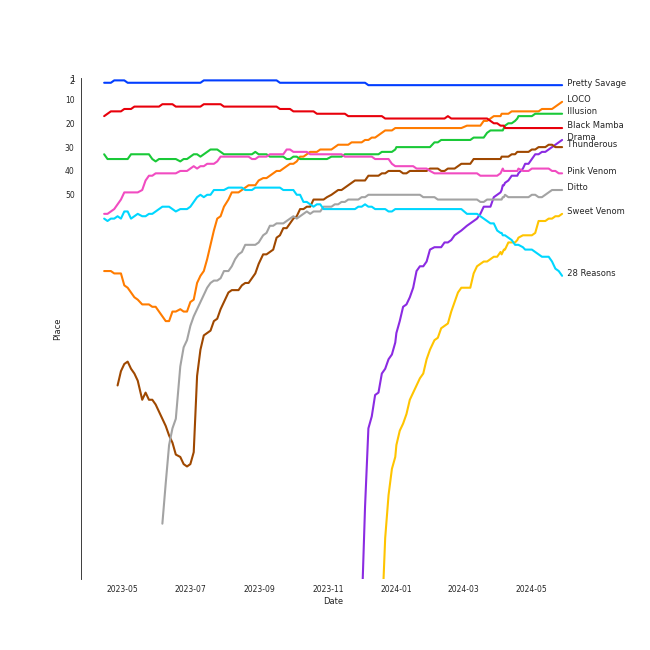 1
2
10
20
30
40
50
Place
Pretty Savage
LOCO
Illusion
Black Mamba
Drama
Thunderous
Pink Venom
Ditto
Sweet Venom
28 Reasons
2023-05
2023-07
2023-09
2023-11
2024-01
2024-03
2024-05
Date